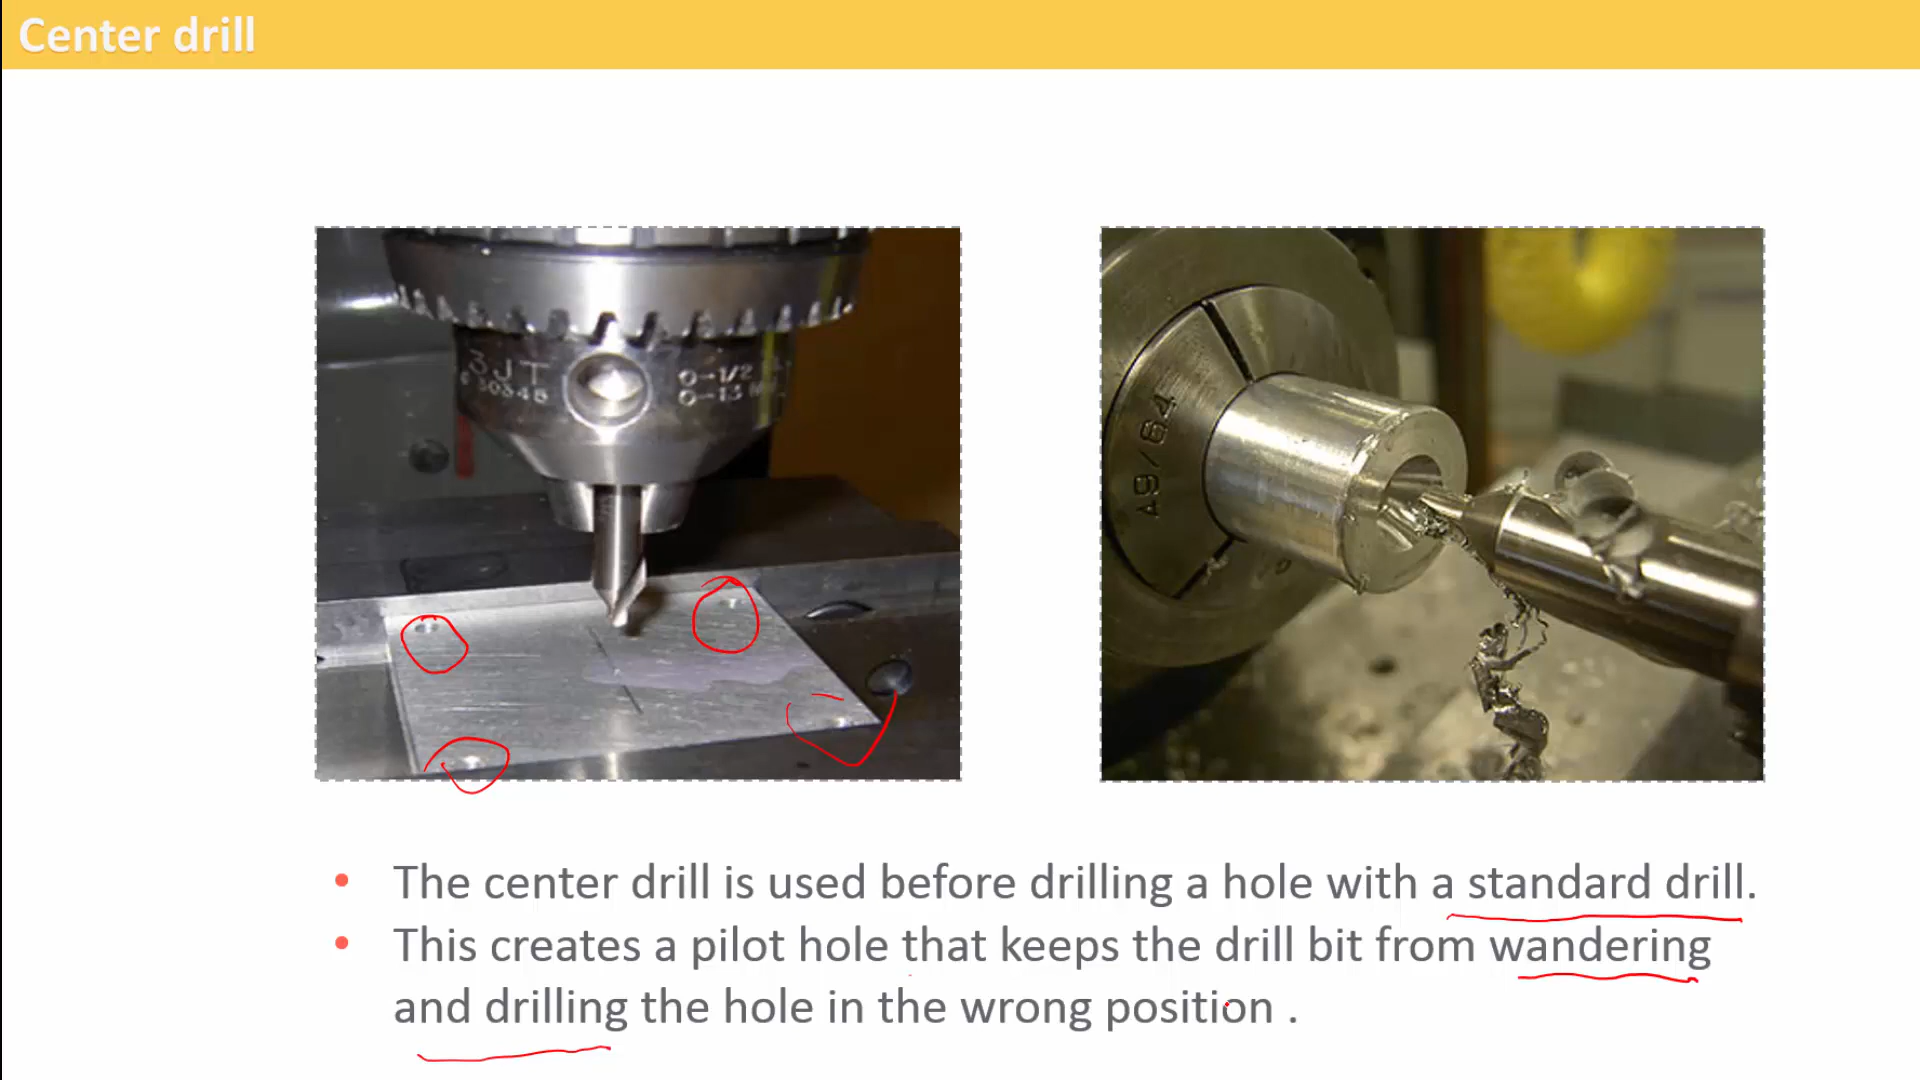 Center drill
3JT
0-1/2
A9/64
• The center drill is used before drilling a hole with a standard drill.
• This creates a pilot hole that keeps the drill bit from wandering
and drilling the hole in the wrong position .